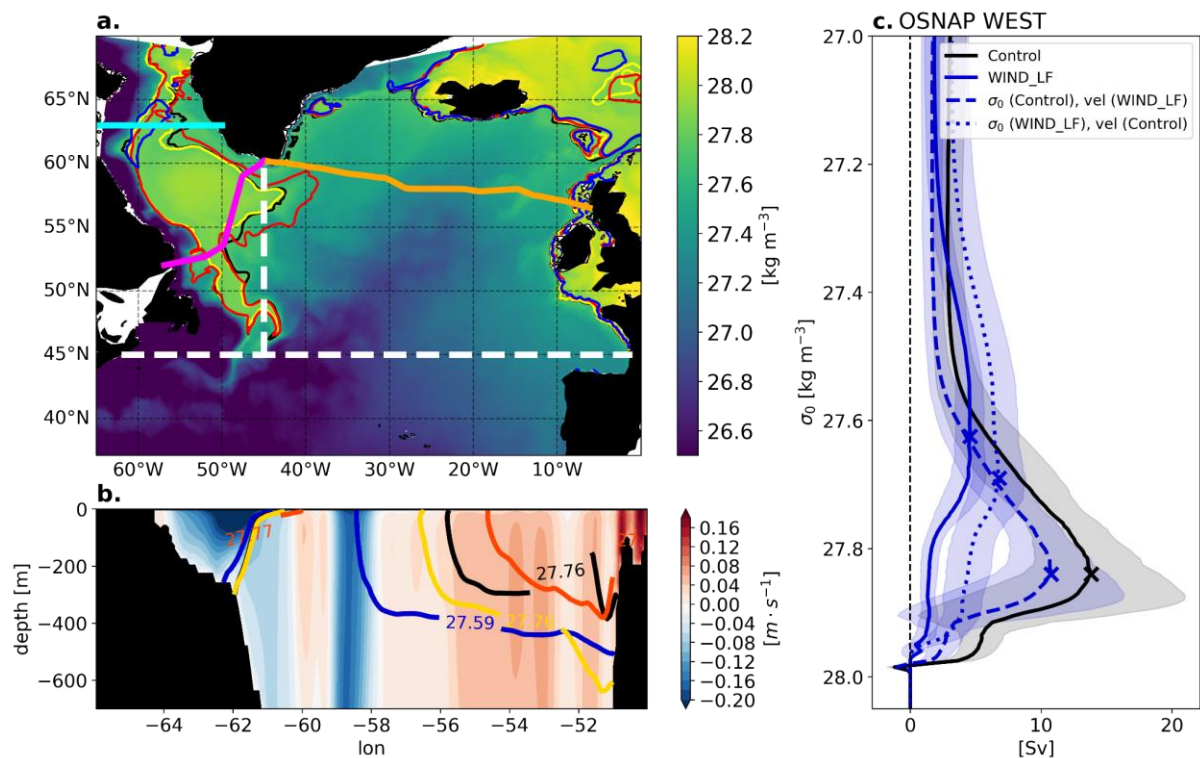 a.
65°N
60°N
55°N
50°N
45°N
40°N
60°W
50°W
40°W
30°W
20°W
10°W
28.2
28.0
27.8
27.6
27.4
27.2
27.0
26.8
26.6
[kg m⁻³]
b.
0
−200
−400
−600
depth [m]
27.77
27.76
27.59
27.70
−64
−62
−60
−58
−56
−54
−52
lon
0.16
0.12
0.08
0.04
0.00
−0.04
−0.08
−0.12
−0.16
−0.20
[m · s⁻¹]
c. OSNAP WEST
Control
WIND_LF
σ₀ (Control), vel (WIND_LF)
σ₀ (WIND_LF), vel (Control)
27.0
27.2
27.4
27.6
27.8
28.0
σ₀ [kg m⁻³]
0
10
20
[Sv]